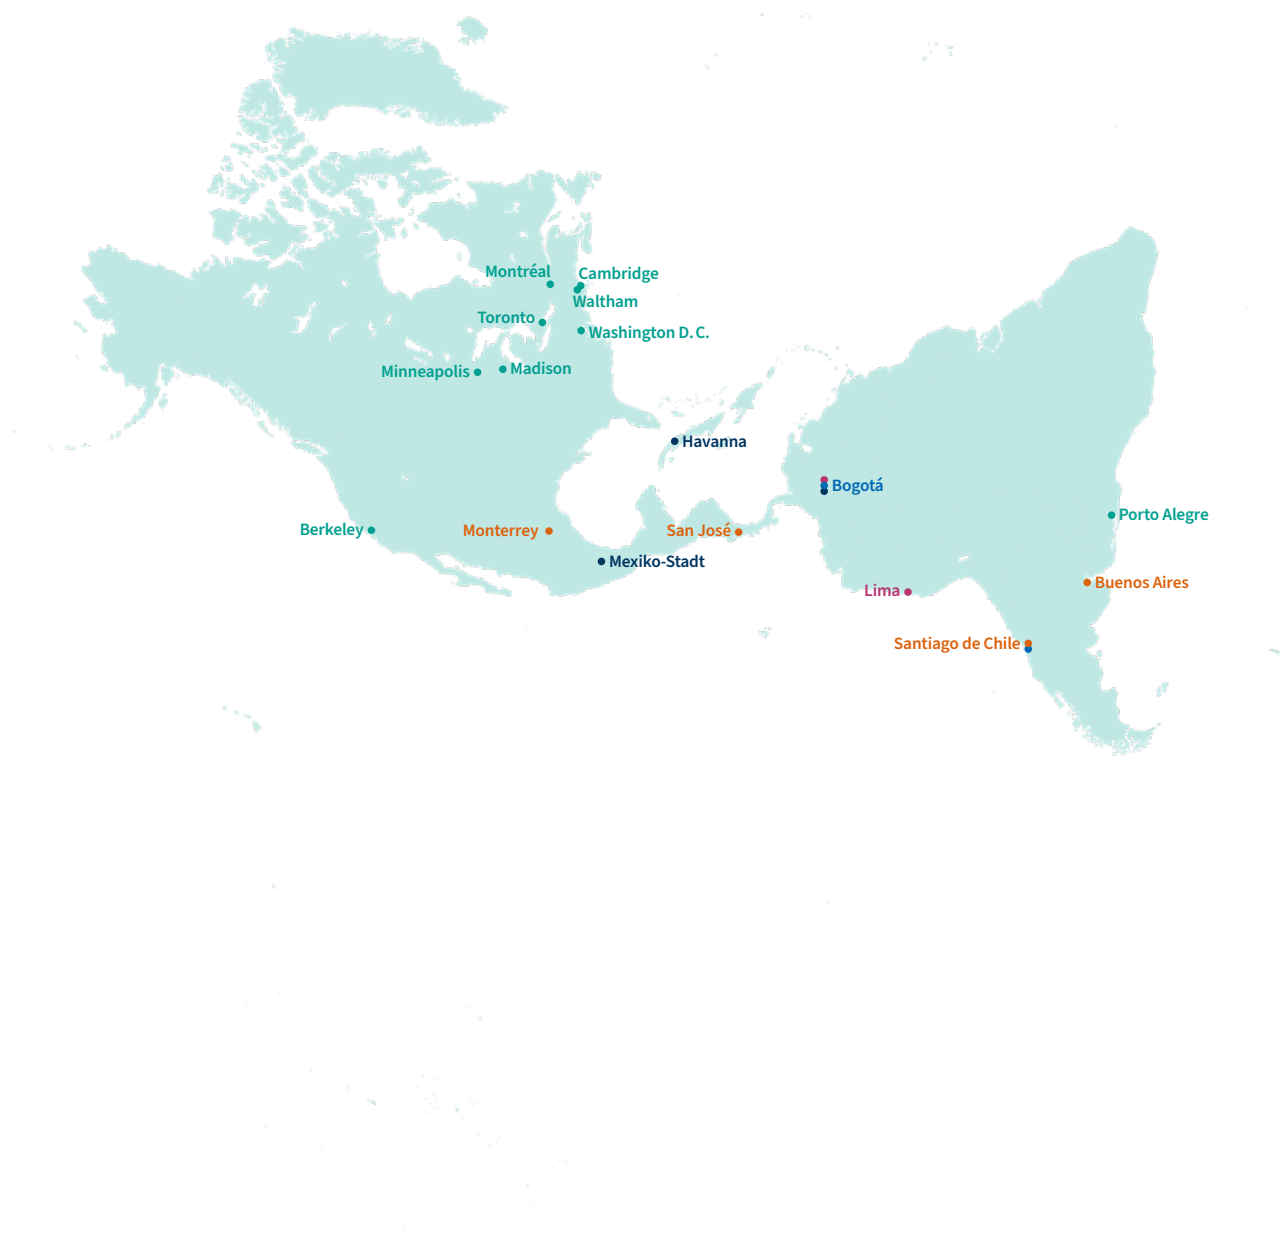 Montréal
Cambridge
Waltham
Toronto
Washington D. C.
Minneapolis
Madison
Havanna
Bogotá
Porto Alegre
Berkeley
Monterrey
San José
Mexiko-Stadt
Buenos Aires
Lima
Santiago de Chile